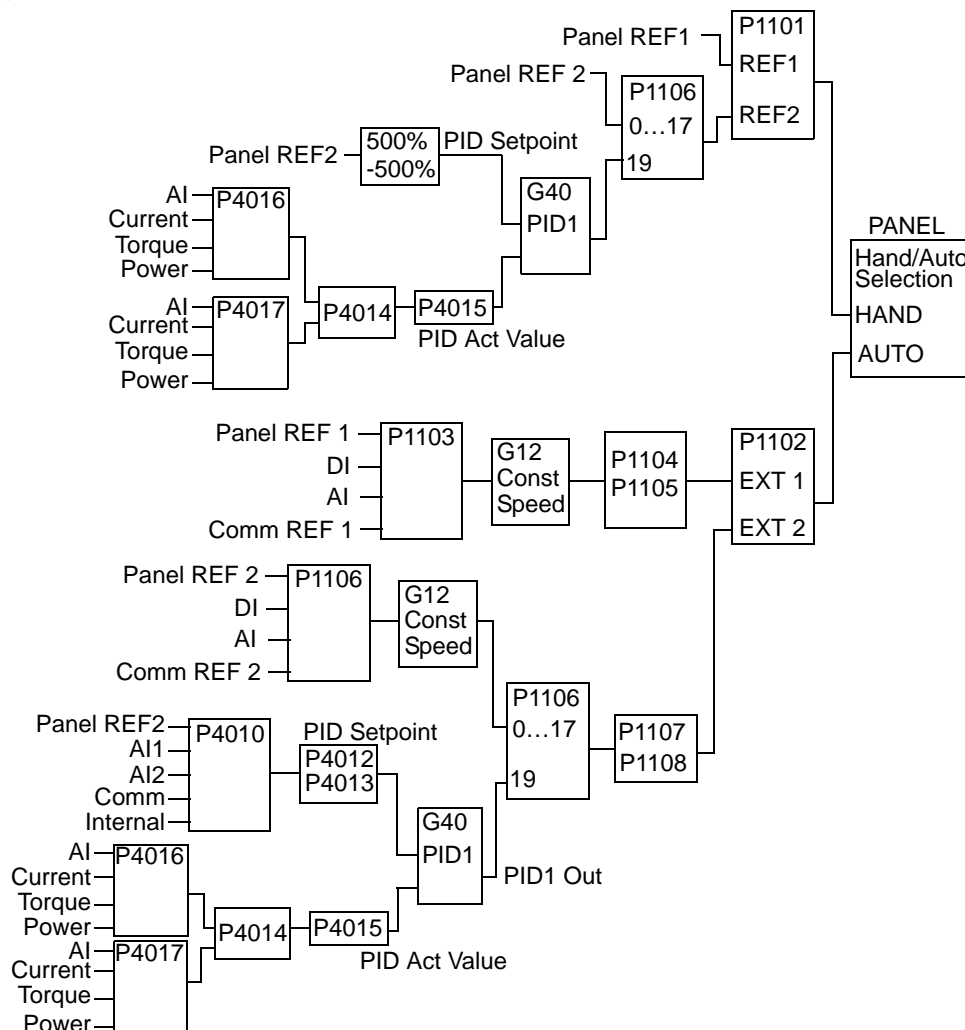 P1101
Panel REF1
REF1
Panel REF 2
P1106
0…17
REF2
19
500%
-500%
PID Setpoint
Panel REF2
G40
PID1
AI
Current
Torque
Power
P4016
AI
Current
Torque
Power
P4017
P4014
P4015
PID Act Value
PANEL
Hand/Auto
Selection
HAND
AUTO
Panel REF 1
DI
AI
Comm REF 1
P1103
G12
Const
Speed
P1104
P1105
P1102
EXT 1
EXT 2
Panel REF 2
DI
AI
Comm REF 2
P1106
G12
Const
Speed
P1106
0…17
19
P1107
P1108
Panel REF2
AI1
AI2
Comm
Internal
P4010
PID Setpoint
P4012
P4013
G40
PID1
PID1 Out
AI
Current
Torque
Power
P4016
AI
Current
Torque
Power
P4017
P4014
P4015
PID Act Value